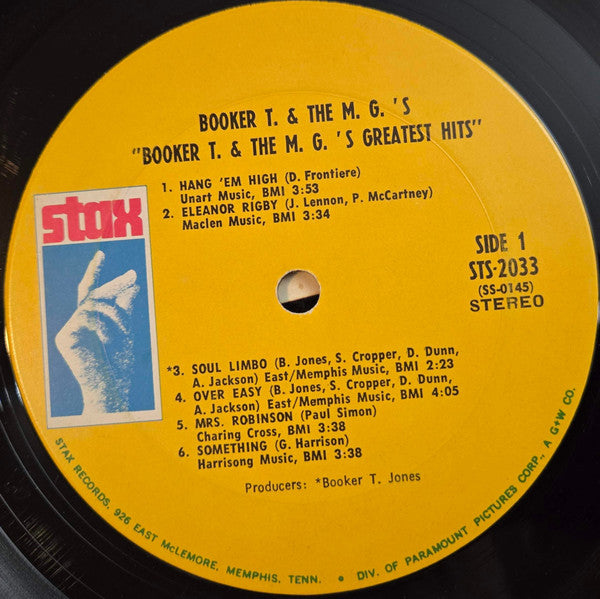 BOOKER T. & THE M. G. 'S
"BOOKER T. & THE M. G. 'S GREATEST HITS"
1. HANG 'EM HIGH (D. Frontiere)
Unart Music, BMI 3:53
2. ELEANOR RIGBY (J. Lennon, P. McCartney)
Maclen Music, BMI 3:34
stax
SIDE 1
STS-2033
(SS-0145)
STEREO
*3. SOUL LIMBO (B. Jones, S. Cropper, D. Dunn,
A. Jackson) East/Memphis Music, BMI 2:23
4. OVER EASY (B. Jones, S. Cropper, D. Dunn,
A. Jackson) East/Memphis Music, BMI 4:05
5. MRS. ROBINSON (Paul Simon)
Charing Cross, BMI 3:38
6. SOMETHING (G. Harrison)
Harrisong Music, BMI 3:38
Producers: *Booker T. Jones
STAX RECORDS, 926 EAST McLEMORE, MEMPHIS, TENN. • DIV. OF PARAMOUNT PICTURES CORP., A G+W CO.